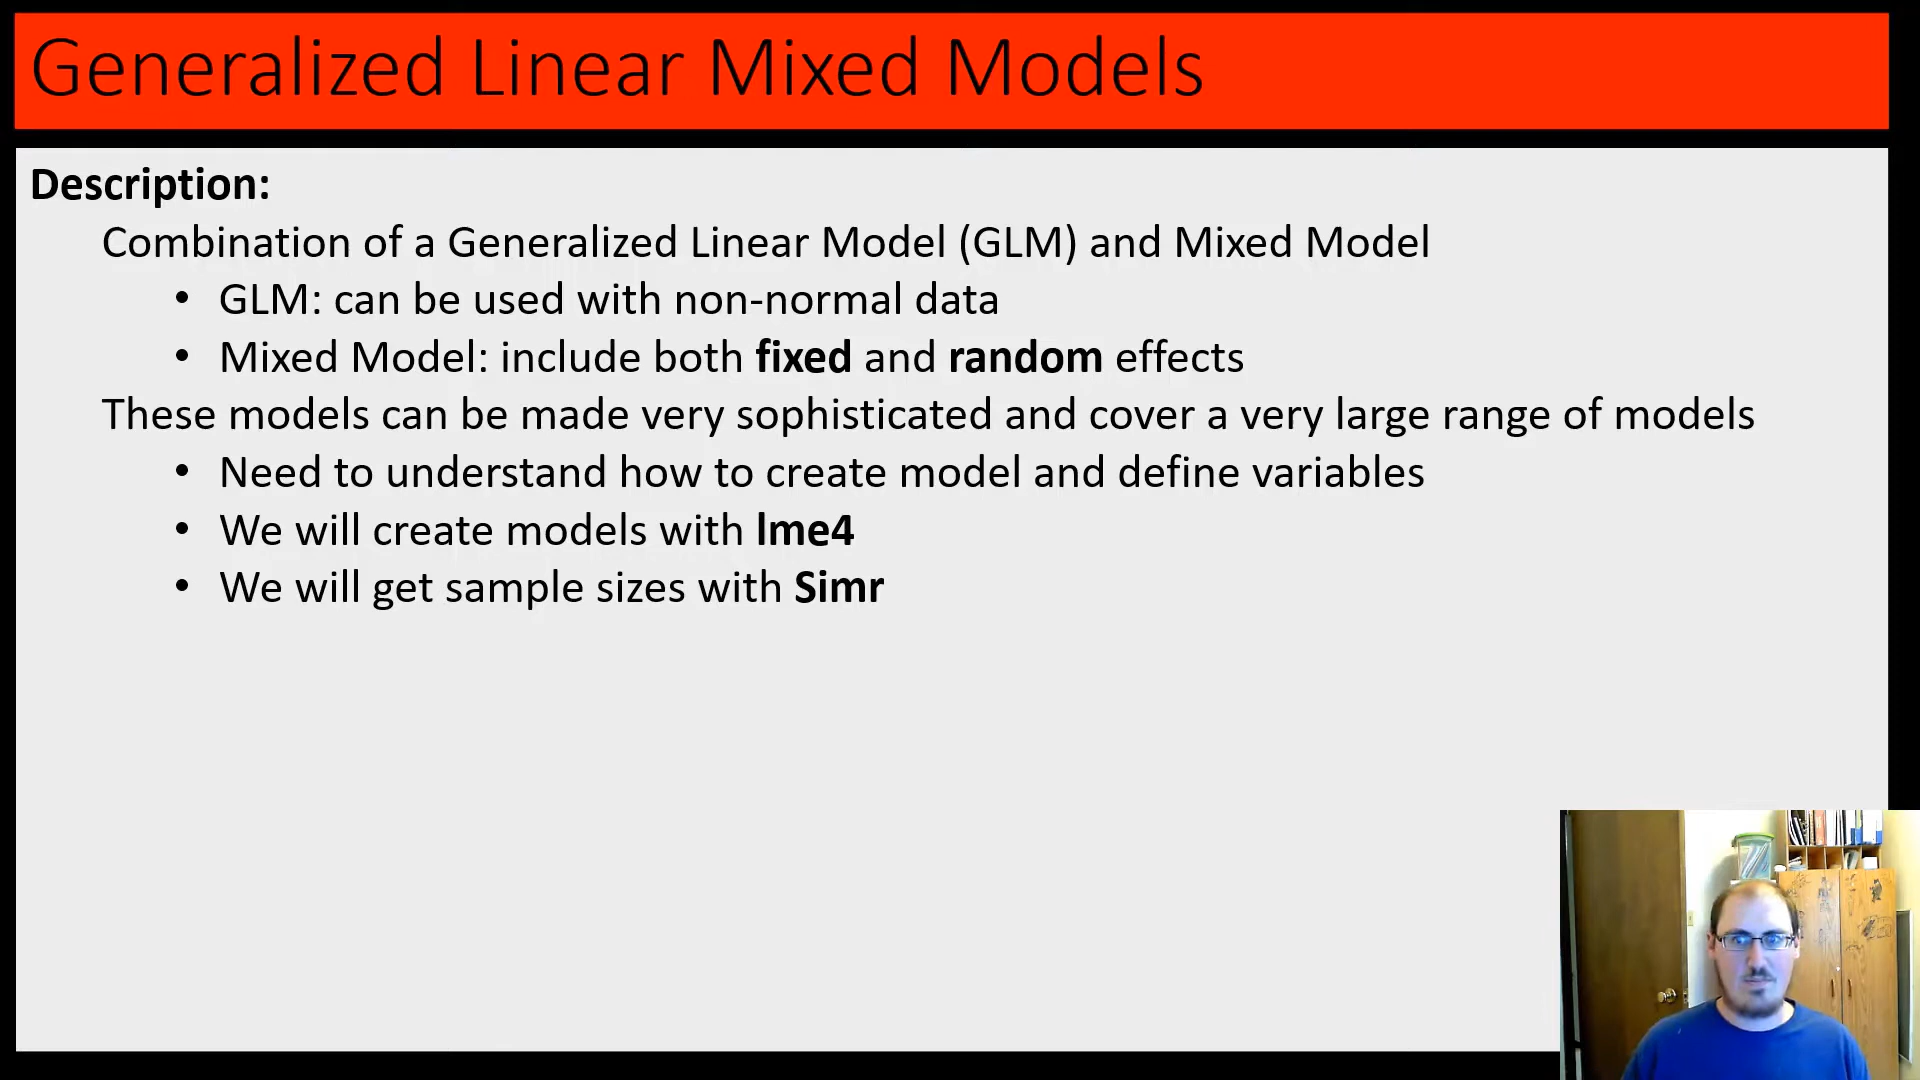 Generalized Linear Mixed Models
Description:
Combination of a Generalized Linear Model (GLM) and Mixed Model
• GLM: can be used with non-normal data
• Mixed Model: include both fixed and random effects
These models can be made very sophisticated and cover a very large range of models
• Need to understand how to create model and define variables
• We will create models with lme4
• We will get sample sizes with Simr